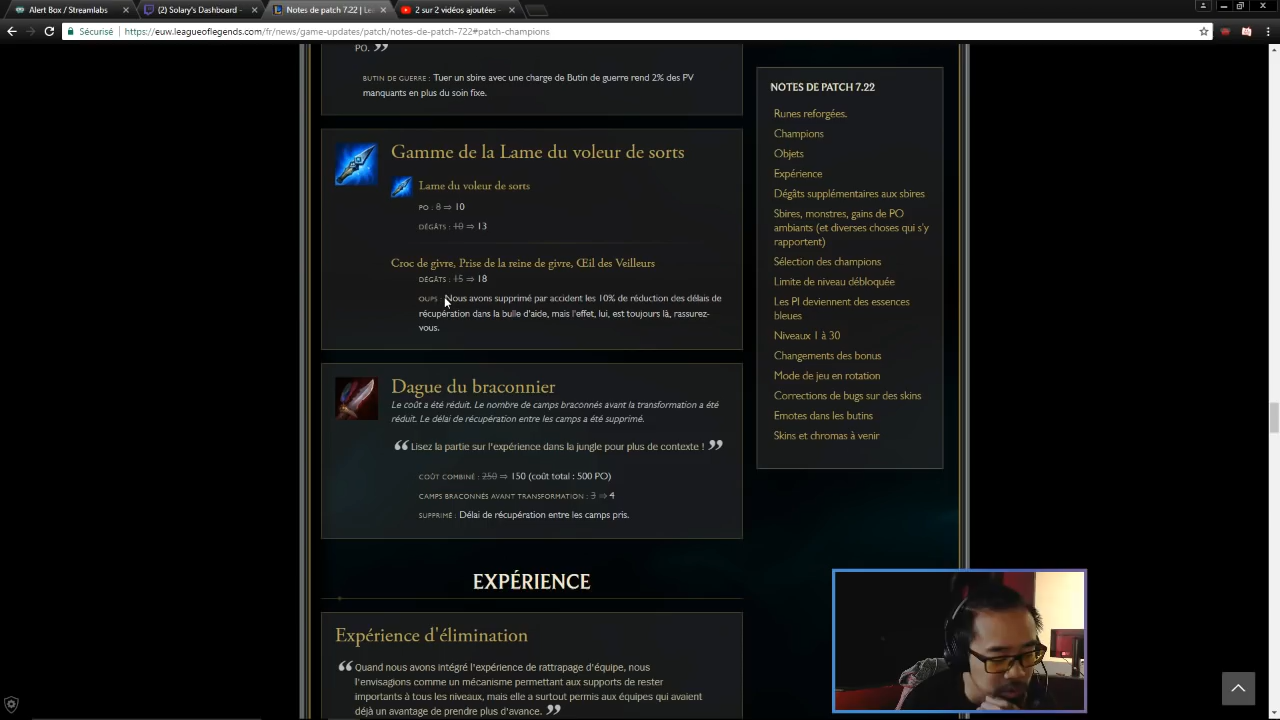 Alert Box / Streamlabs
(2) Solary's Dashboard -
Notes de patch 7.22 | Le
2 sur 2 vidéos ajoutées -
Sécurisé
https://euw.leagueoflegends.com/fr/news/game-updates/patch/notes-de-patch-722#patch-champions
PO. ”
BUTIN DE GUERRE : Tuer un sbire avec une charge de Butin de guerre rend 2% des PV
manquants en plus du soin fixe.
Gamme de la Lame du voleur de sorts
Lame du voleur de sorts
PO : 8 ⇒ 10
DÉGÂTS : 10 ⇒ 13
Croc de givre, Prise de la reine de givre, Œil des Veilleurs
DÉGÂTS : 15 ⇒ 18
OUPS : Nous avons supprimé par accident les 10% de réduction des délais de
récupération dans la bulle d'aide, mais l'effet, lui, est toujours là, rassurez-
vous.
Dague du braconnier
Le coût a été réduit. Le nombre de camps braconnés avant la transformation a été
réduit. Le délai de récupération entre les camps a été supprimé.
“ Lisez la partie sur l'expérience dans la jungle pour plus de contexte ! ”
COÛT COMBINÉ : 250 ⇒ 150 (coût total : 500 PO)
CAMPS BRACONNÉS AVANT TRANSFORMATION : 3 ⇒ 4
SUPPRIMÉ : Délai de récupération entre les camps pris.
EXPÉRIENCE
Expérience d'élimination
“ Quand nous avons intégré l'expérience de rattrapage d'équipe, nous
l'envisagions comme un mécanisme permettant aux supports de rester
importants à tous les niveaux, mais elle a surtout permis aux équipes qui avaient
déjà un avantage de prendre plus d'avance. ”
NOTES DE PATCH 7.22
Runes reforgées.
Champions
Objets
Expérience
Dégâts supplémentaires aux sbires
Sbires, monstres, gains de PO
ambiants (et diverses choses qui s'y
rapportent)
Sélection des champions
Limite de niveau débloquée
Les PI deviennent des essences
bleues
Niveaux 1 à 30
Changements des bonus
Mode de jeu en rotation
Corrections de bugs sur des skins
Emotes dans les butins
Skins et chromas à venir